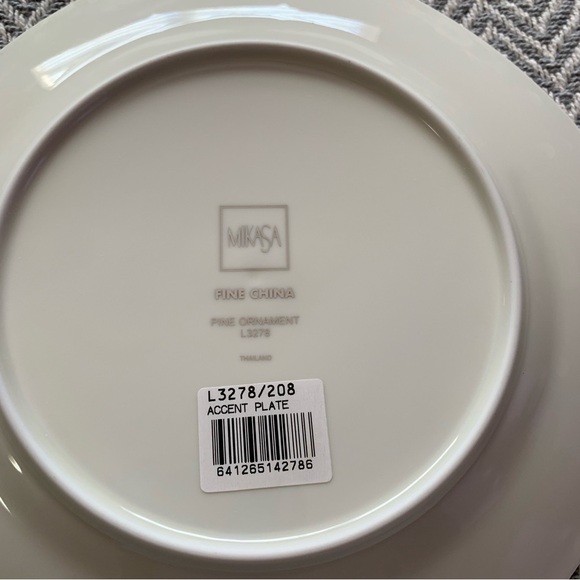 MIKASA
FINE CHINA
PINE ORNAMENT
L3278
THAILAND
L3278/208
ACCENT PLATE
641265142786